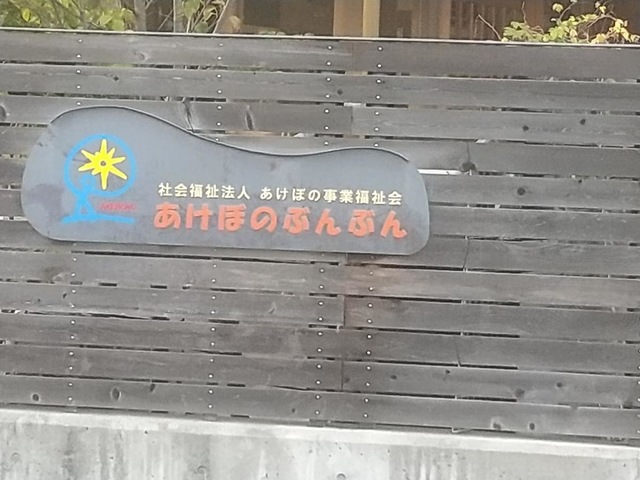 社会福祉法人 あけぼの事業福祉会
あけぼのぶんぶん